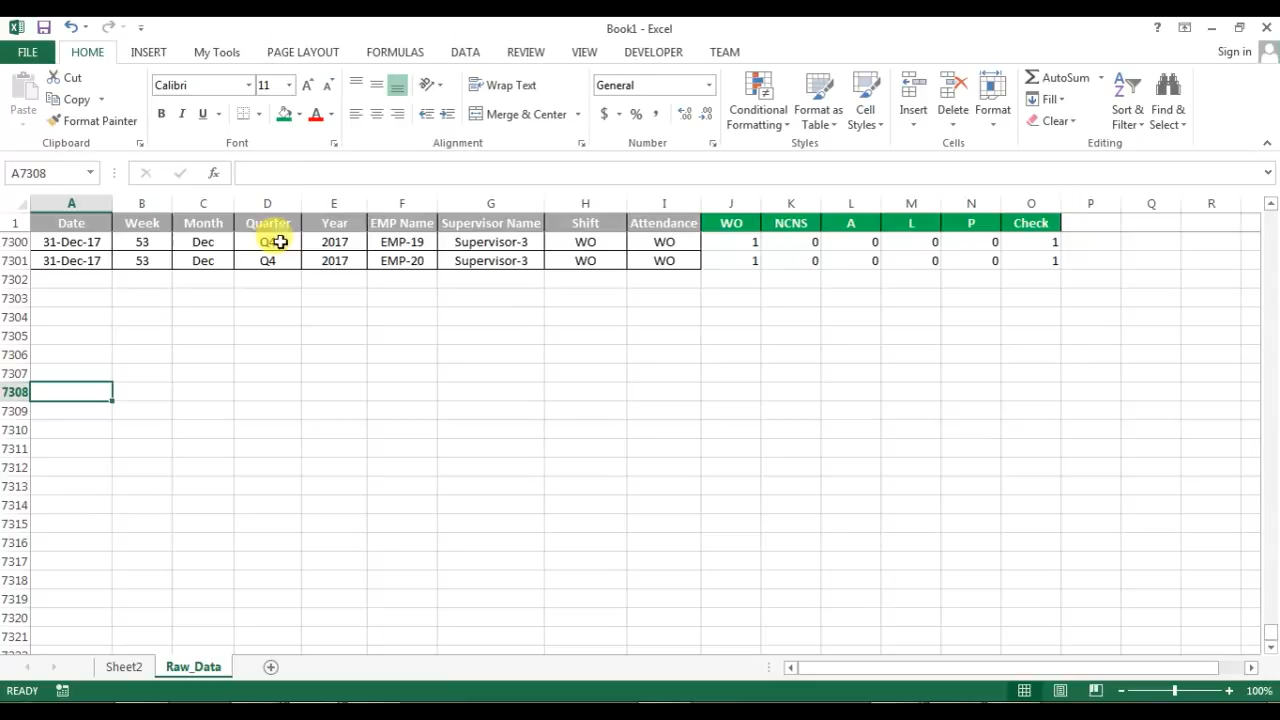 Book1 - Excel
?
FILE HOME INSERT My Tools PAGE LAYOUT FORMULAS DATA REVIEW VIEW DEVELOPER TEAM Sign in
Paste Cut Copy Format Painter
Clipboard
Calibri 11 A A
B I U A
Font
Wrap Text
Merge & Center
Alignment
General
$ % ,
Number
Conditional Formatting Format as Table Cell Styles
Styles
Insert Delete Format
Cells
AutoSum Fill Clear Sort & Filter Find & Select
Editing
A7308 fx
A B C D E F G H I J K L M N O P Q R
1 Date Week Month Quarter Year EMP Name Supervisor Name Shift Attendance WO NCNS A L P Check
7300 31-Dec-17 53 Dec Q4 2017 EMP-19 Supervisor-3 WO WO 1 0 0 0 0 1
7301 31-Dec-17 53 Dec Q4 2017 EMP-20 Supervisor-3 WO WO 1 0 0 0 0 1
7302
7303
7304
7305
7306
7307
7308
7309
7310
7311
7312
7313
7314
7315
7316
7317
7318
7319
7320
7321
Sheet2 Raw_Data
READY 100%